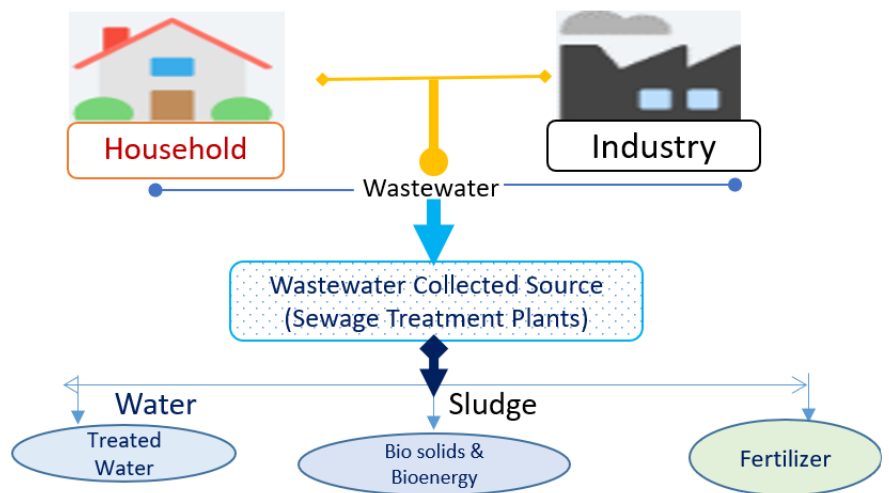 Household
Industry
Wastewater
Wastewater Collected Source
(Sewage Treatment Plants)
Water
Sludge
Treated
Water
Bio solids &
Bioenergy
Fertilizer